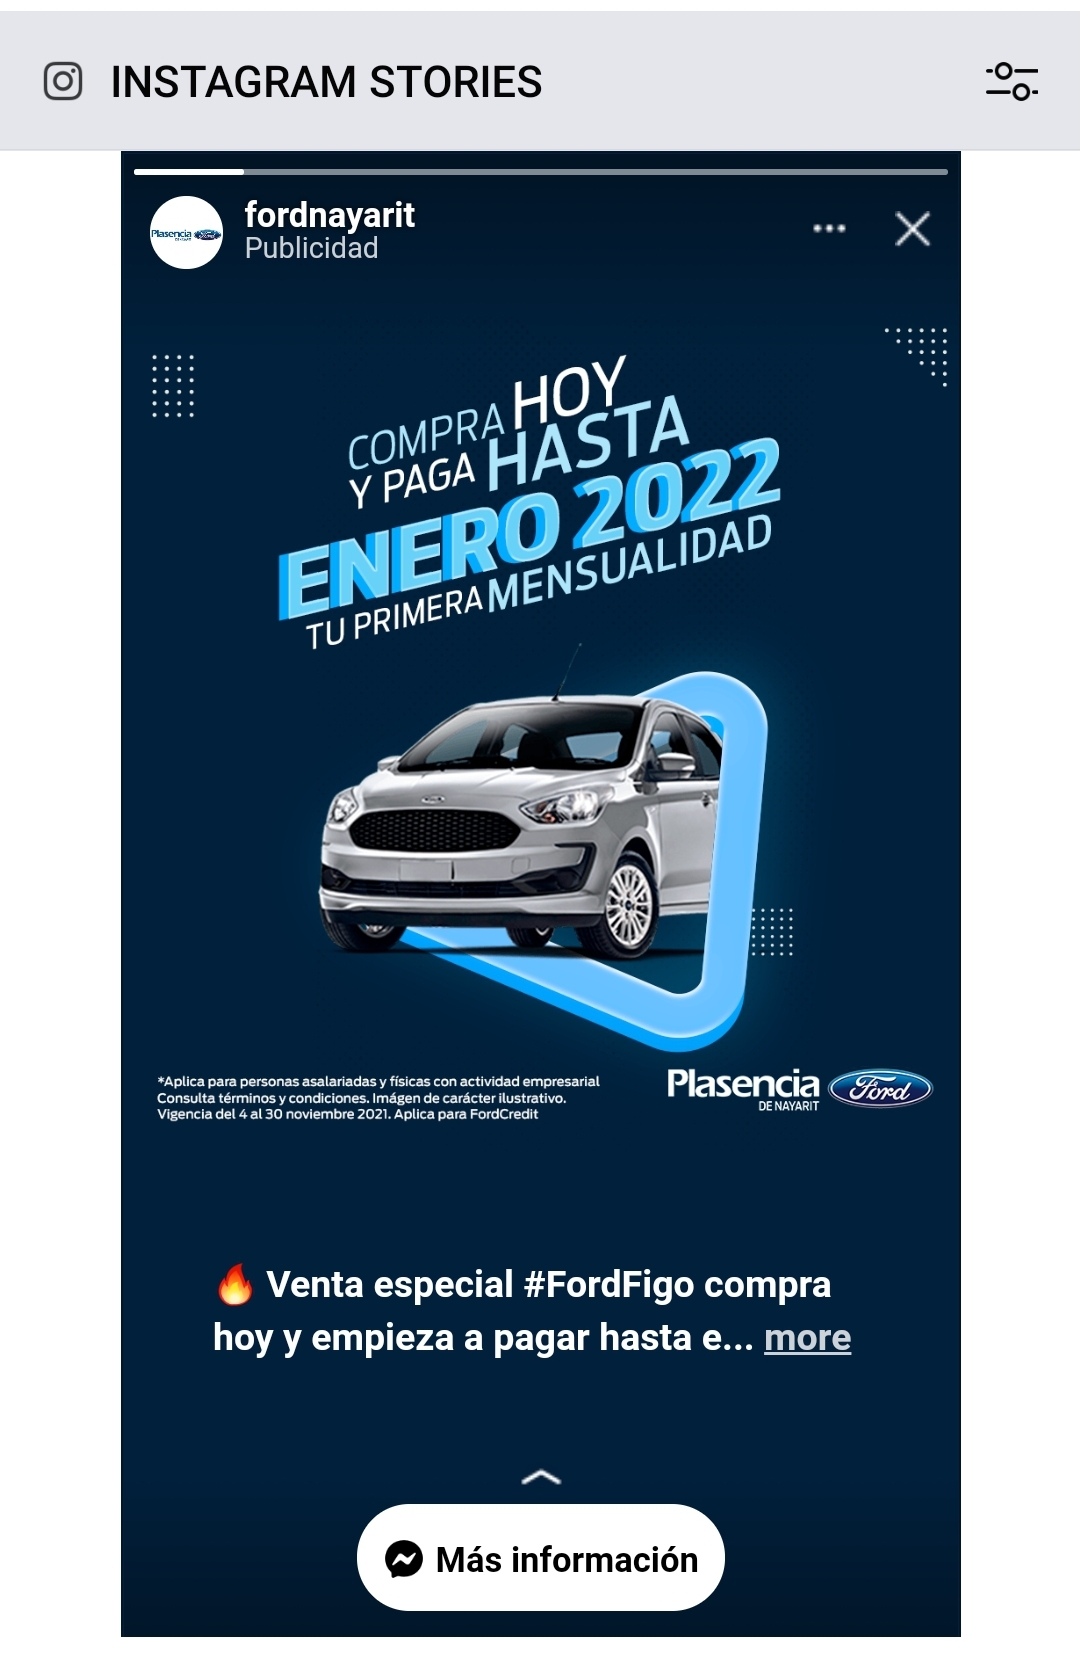 INSTAGRAM STORIES
fordnayarit
Publicidad
COMPRA HOY
Y PAGA HASTA
ENERO 2022
TU PRIMERA MENSUALIDAD
*Aplica para personas asalariadas y físicas con actividad empresarial
Consulta términos y condiciones. Imágen de carácter ilustrativo.
Vigencia del 4 al 30 noviembre 2021. Aplica para FordCredit
Plasencia
DE NAYARIT
Ford
🔥 Venta especial #FordFigo compra
hoy y empieza a pagar hasta e... more
Más información